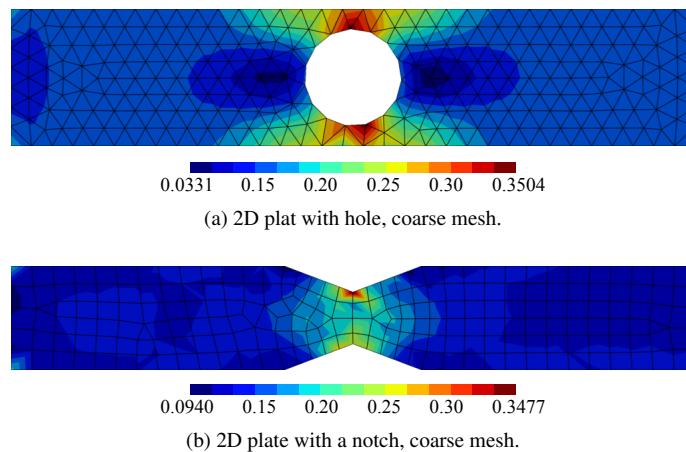 0.0331 0.15 0.20 0.25 0.30 0.3504
(a) 2D plat with hole, coarse mesh.
0.0940 0.15 0.20 0.25 0.30 0.3477
(b) 2D plate with a notch, coarse mesh.